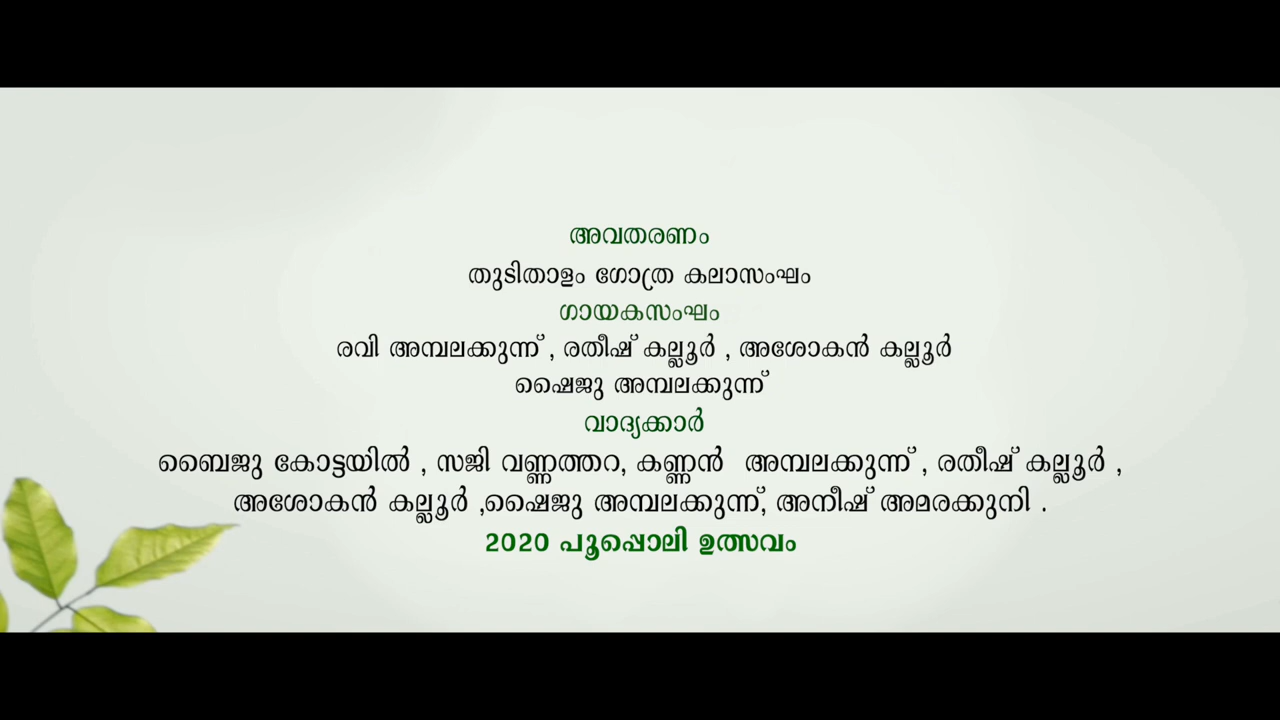 അവതരണം
തുടിതാളം ഗോത്ര കലാസംഘം
ഗായകസംഘം
രവി അമ്പലക്കുന്ന് , രതീഷ് കല്ലൂർ , അശോകൻ കല്ലൂർ
ഷൈജു അമ്പലക്കുന്ന്
വാദ്യക്കാർ
ബൈജു കോട്ടയിൽ , സജി വണ്ണത്തറ, കണ്ണൻ അമ്പലക്കുന്ന് , രതീഷ് കല്ലൂർ ,
അശോകൻ കല്ലൂർ ,ഷൈജു അമ്പലക്കുന്ന്, അനീഷ് അമരക്കുനി .
2020 പൂപ്പൊലി ഉത്സവം